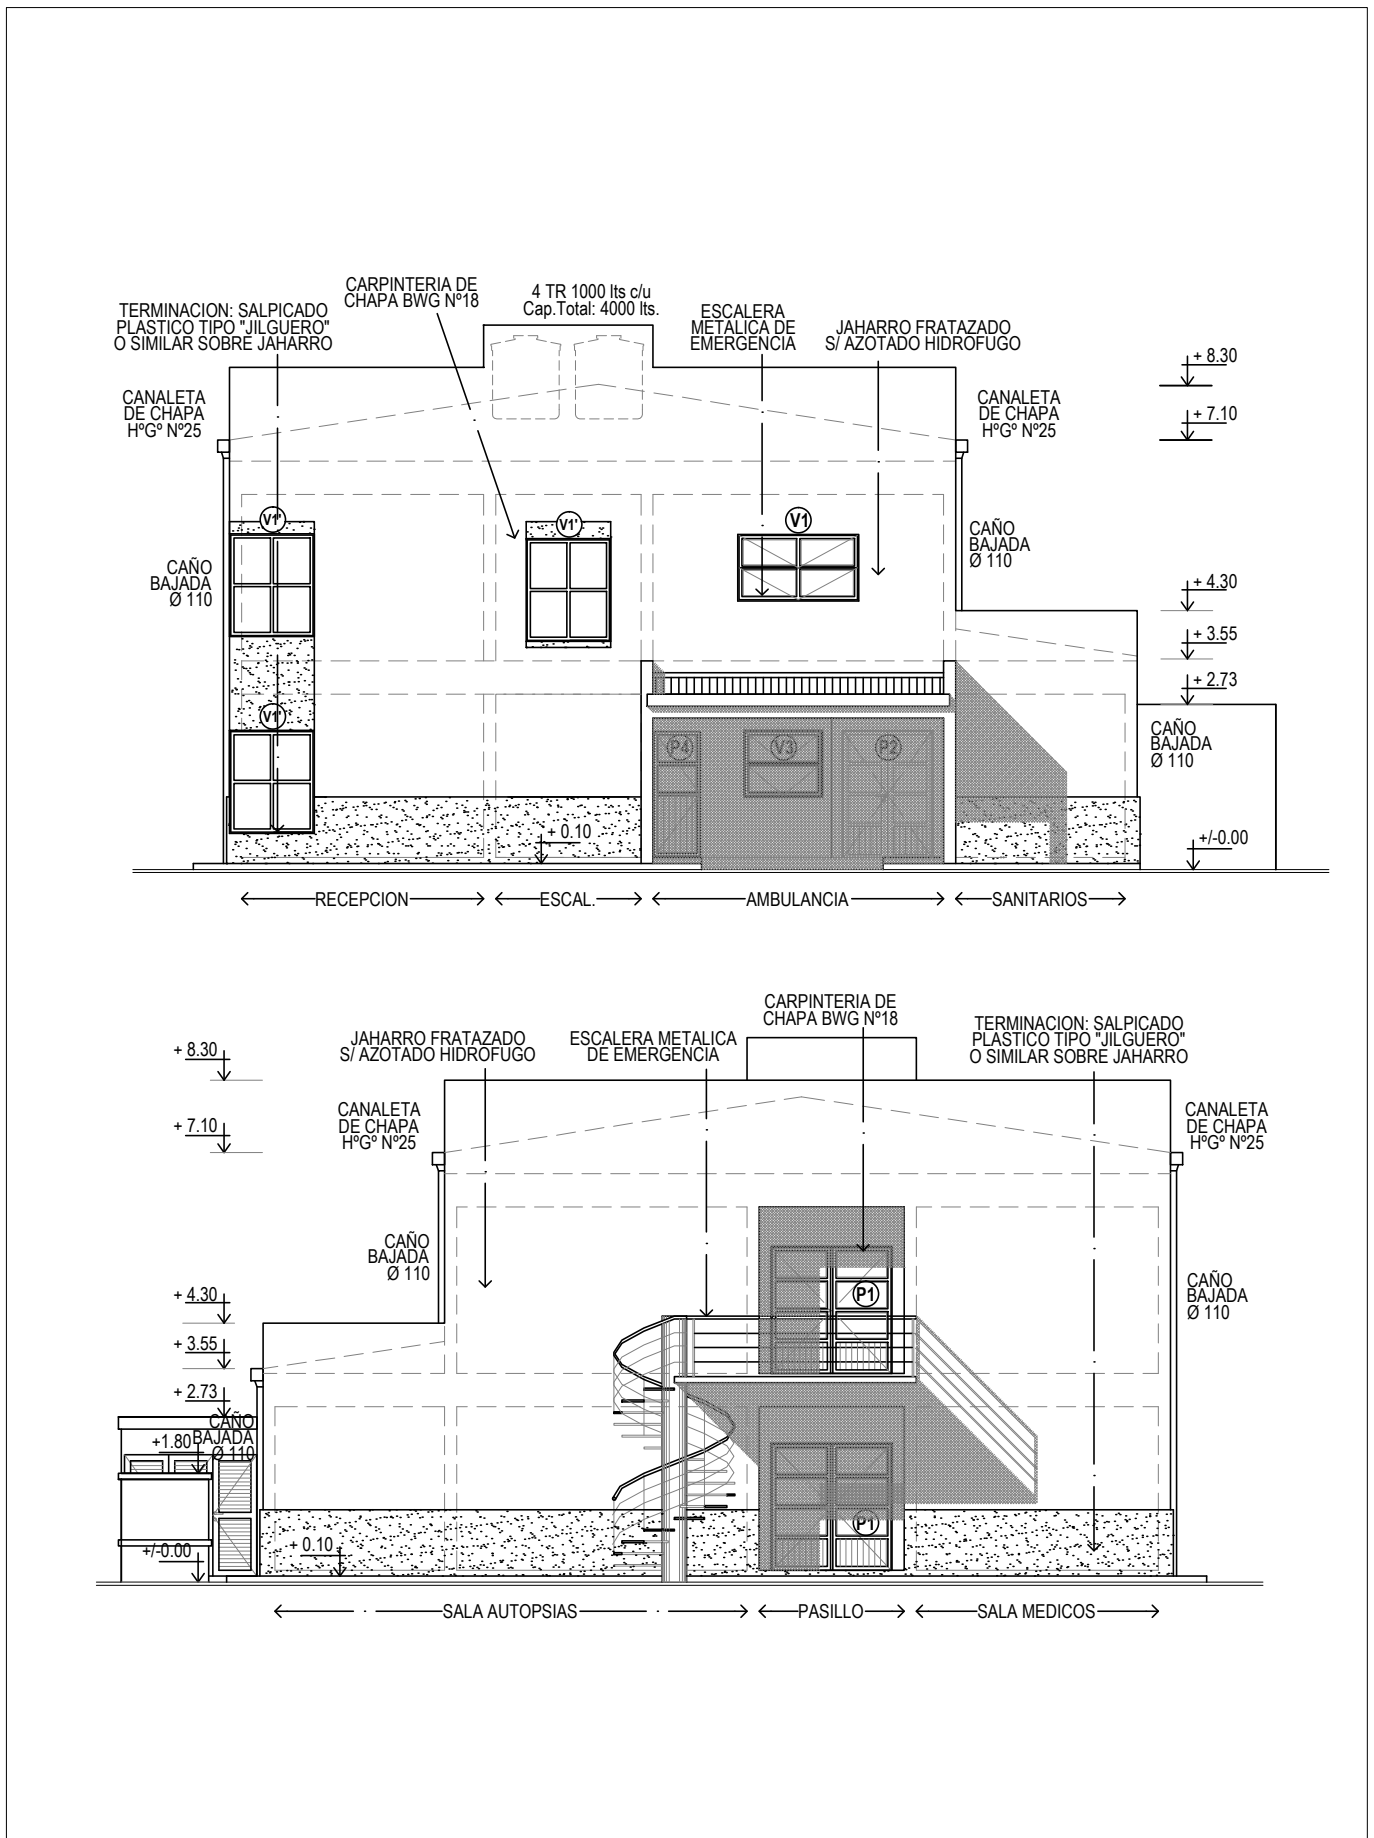 CARPINTERIA DE
CHAPA BWG Nº18
4 TR 1000 lts c/u
Cap.Total: 4000 lts.
TERMINACION: SALPICADO
PLASTICO TIPO "JILGUERO"
O SIMILAR SOBRE JAHARRO
ESCALERA
METALICA DE
EMERGENCIA
JAHARRO FRATAZADO
S/ AZOTADO HIDROFUGO
+ 8.30
CANALETA
DE CHAPA
HºGº Nº25
CANALETA
DE CHAPA
HºGº Nº25
+ 7.10
V1'
V1'
V1
CAÑO
BAJADA
Ø 110
CAÑO
BAJADA
Ø 110
+ 4.30
+ 3.55
+ 2.73
V1'
P4
V3
P2
CAÑO
BAJADA
Ø 110
+ 0.10
+/-0.00
RECEPCION
ESCAL.
AMBULANCIA
SANITARIOS
CARPINTERIA DE
CHAPA BWG Nº18
JAHARRO FRATAZADO
S/ AZOTADO HIDROFUGO
ESCALERA METALICA
DE EMERGENCIA
TERMINACION: SALPICADO
PLASTICO TIPO "JILGUERO"
O SIMILAR SOBRE JAHARRO
+ 8.30
CANALETA
DE CHAPA
HºGº Nº25
CANALETA
DE CHAPA
HºGº Nº25
+ 7.10
CAÑO
BAJADA
Ø 110
CAÑO
BAJADA
Ø 110
+ 4.30
P1
+ 3.55
+ 2.73
CAÑO
BAJADA
Ø 110
+1.80
P1
+ 0.10
+/-0.00
SALA AUTOPSIAS
PASILLO
SALA MEDICOS